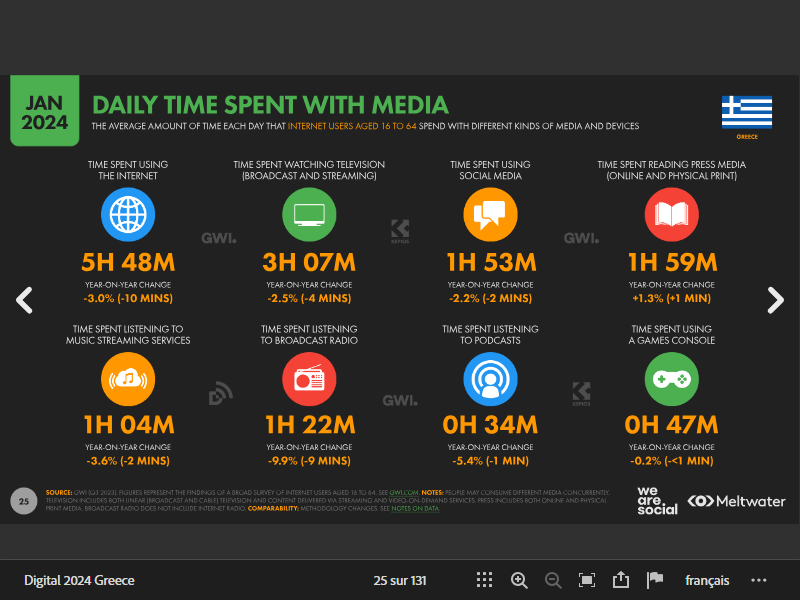 JAN
2024
DAILY TIME SPENT WITH MEDIA
THE AVERAGE AMOUNT OF TIME EACH DAY THAT INTERNET USERS AGED 16 TO 64 SPEND WITH DIFFERENT KINDS OF MEDIA AND DEVICES
GREECE
TIME SPENT USING
THE INTERNET
5H 48M
YEAR-ON-YEAR CHANGE
-3.0% (-10 MINS)
TIME SPENT WATCHING TELEVISION
(BROADCAST AND STREAMING)
3H 07M
YEAR-ON-YEAR CHANGE
-2.5% (-4 MINS)
TIME SPENT USING
SOCIAL MEDIA
1H 53M
YEAR-ON-YEAR CHANGE
-2.2% (-2 MINS)
TIME SPENT READING PRESS MEDIA
(ONLINE AND PHYSICAL PRINT)
1H 59M
YEAR-ON-YEAR CHANGE
+1.3% (+1 MIN)
GWI.
KEPIOS
GWI.
TIME SPENT LISTENING TO
MUSIC STREAMING SERVICES
1H 04M
YEAR-ON-YEAR CHANGE
-3.6% (-2 MINS)
TIME SPENT LISTENING
TO BROADCAST RADIO
1H 22M
YEAR-ON-YEAR CHANGE
-9.9% (-9 MINS)
TIME SPENT LISTENING
TO PODCASTS
0H 34M
YEAR-ON-YEAR CHANGE
-5.4% (-1 MIN)
TIME SPENT USING
A GAMES CONSOLE
0H 47M
YEAR-ON-YEAR CHANGE
-0.2% (-<1 MIN)
GWI.
KEPIOS
25
SOURCE: GWI (Q3 2023). FIGURES REPRESENT THE FINDINGS OF A BROAD SURVEY OF INTERNET USERS AGED 16 TO 64. SEE GWI.COM. NOTES: PEOPLE MAY CONSUME DIFFERENT MEDIA CONCURRENTLY.
TELEVISION INCLUDES BOTH LINEAR (BROADCAST AND CABLE) TELEVISION AND CONTENT DELIVERED VIA STREAMING AND VIDEO-ON-DEMAND SERVICES. PRESS INCLUDES BOTH ONLINE AND PHYSICAL
PRINT MEDIA. BROADCAST RADIO DOES NOT INCLUDE INTERNET RADIO. COMPARABILITY: METHODOLOGY CHANGES. SEE NOTES ON DATA.
we
are.
social
Meltwater
Digital 2024 Greece
25 sur 131
français